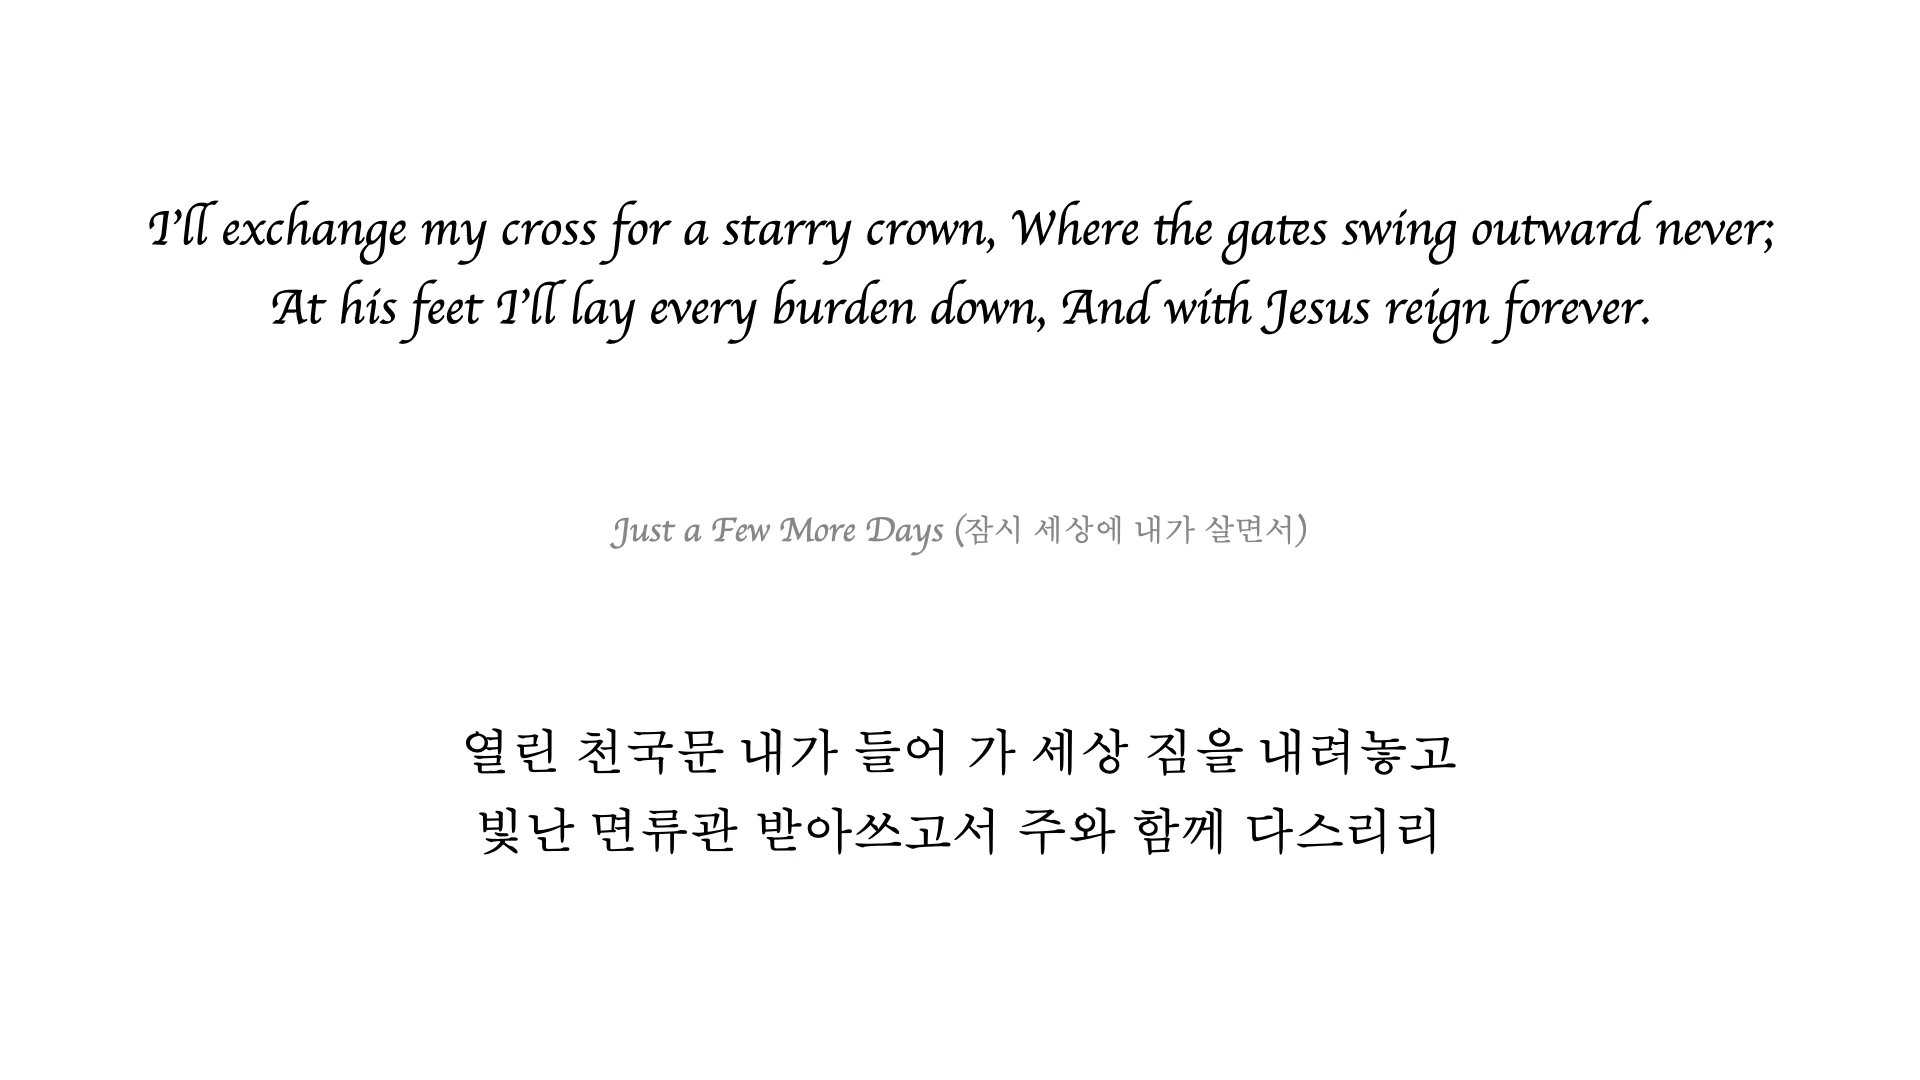 I'll exchange my cross for a starry crown, Where the gates swing outward never;
At his feet I'll lay every burden down, And with Jesus reign forever.
Just a Few More Days (잠시 세상에 내가 살면서)
열린 천국문 내가 들어 가 세상 짐을 내려놓고
빛난 면류관 받아쓰고서 주와 함께 다스리리